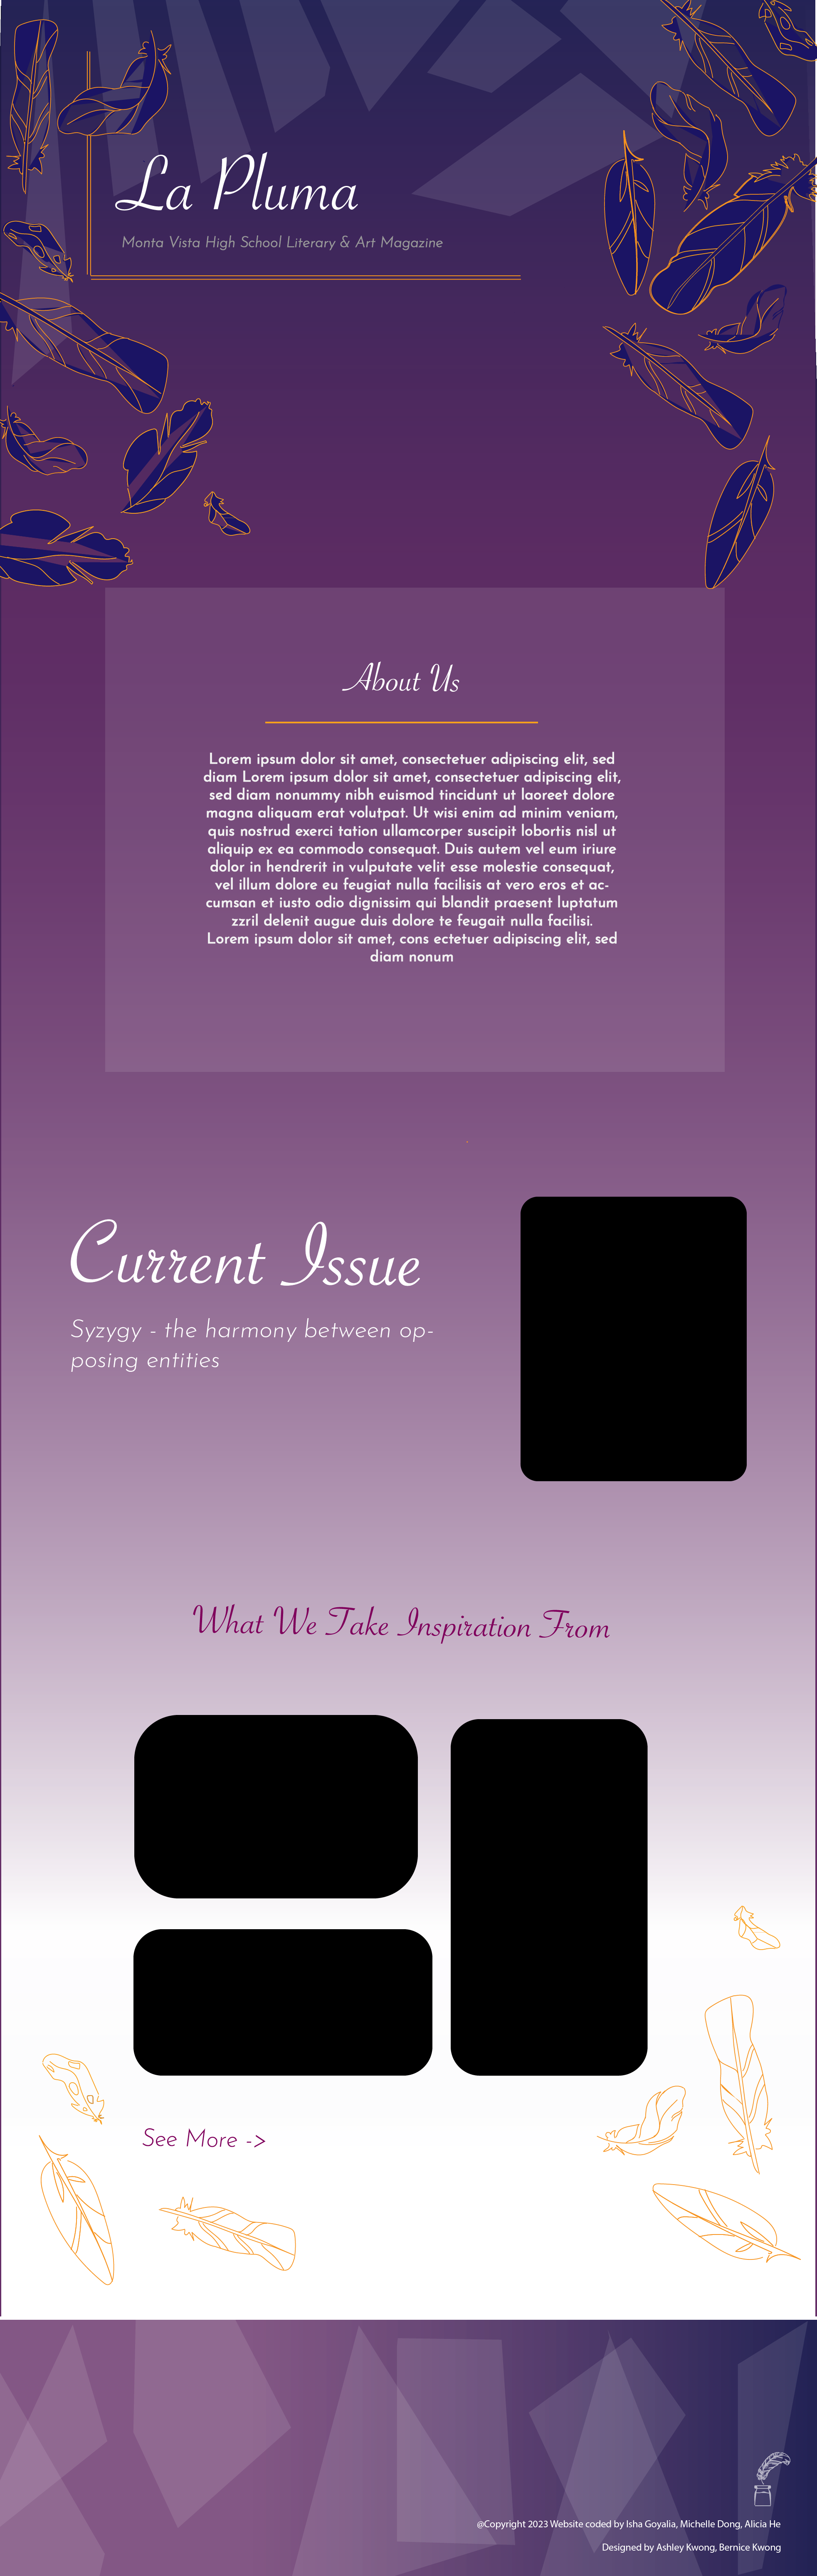 La Pluma
Monta Vista High School Literary & Art Magazine
About Us
Lorem ipsum dolor sit amet, consectetuer adipiscing elit, sed
diam Lorem ipsum dolor sit amet, consectetuer adipiscing elit,
sed diam nonummy nibh euismod tincidunt ut laoreet dolore
magna aliquam erat volutpat. Ut wisi enim ad minim veniam,
quis nostrud exerci tation ullamcorper suscipit lobortis nisl ut
aliquip ex ea commodo consequat. Duis autem vel eum iriure
dolor in hendrerit in vulputate velit esse molestie consequat,
vel illum dolore eu feugiat nulla facilisis at vero eros et ac-
cumsan et iusto odio dignissim qui blandit praesent luptatum
zzril delenit augue duis dolore te feugait nulla facilisi.
Lorem ipsum dolor sit amet, cons ectetuer adipiscing elit, sed
diam nonum
Current Issue
Syzygy - the harmony between op-
posing entities
What We Take Inspiration From
See More ->
@Copyright 2023 Website coded by Isha Goyalia, Michelle Dong, Alicia He
Designed by Ashley Kwong, Bernice Kwong